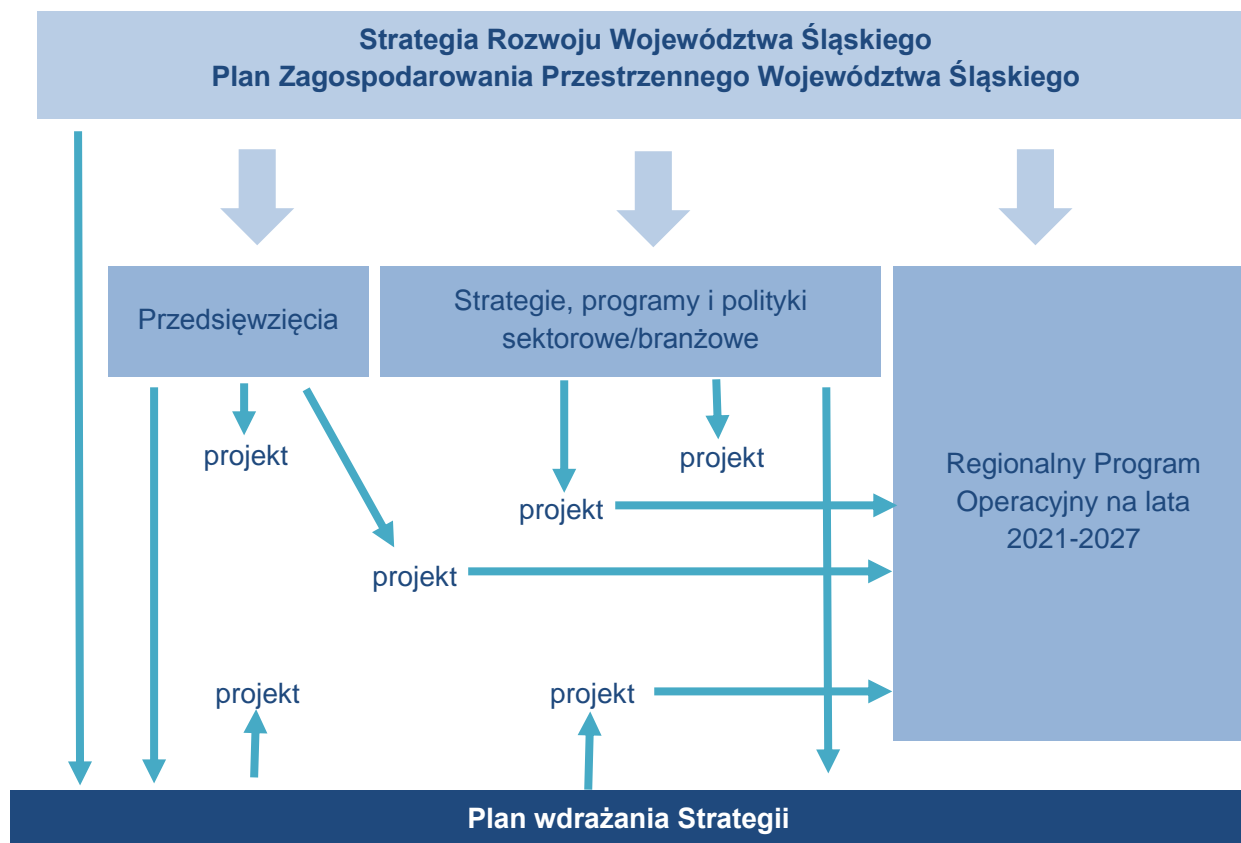 Strategia Rozwoju Województwa Śląskiego
Plan Zagospodarowania Przestrzennego Województwa Śląskiego
Przedsięwzięcia
Strategie, programy i polityki
sektorowe/branżowe
projekt
projekt
projekt
projekt
Regionalny Program
Operacyjny na lata
2021-2027
projekt
projekt
Plan wdrażania Strategii